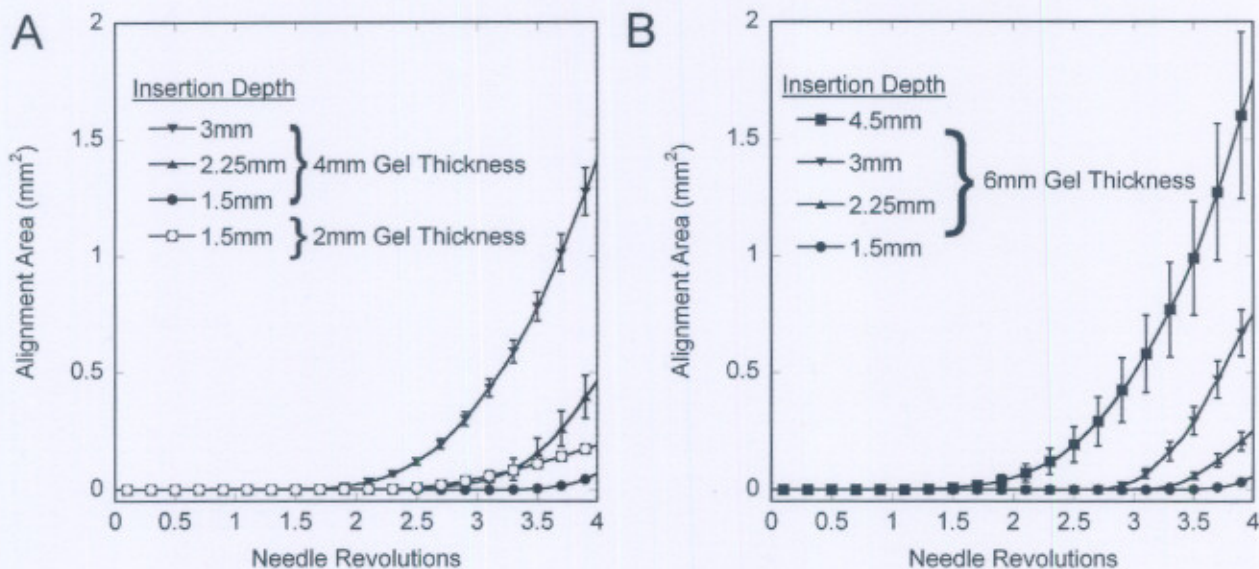 A
2
1.5
1
0.5
0
Alignment Area (mm²)
Insertion Depth
3mm
2.25mm
1.5mm
4mm Gel Thickness
1.5mm
2mm Gel Thickness
0 0.5 1 1.5 2 2.5 3 3.5 4
Needle Revolutions
B
2
1.5
1
0.5
0
Alignment Area (mm²)
Insertion Depth
4.5mm
3mm
2.25mm
1.5mm
6mm Gel Thickness
0 0.5 1 1.5 2 2.5 3 3.5 4
Needle Revolutions